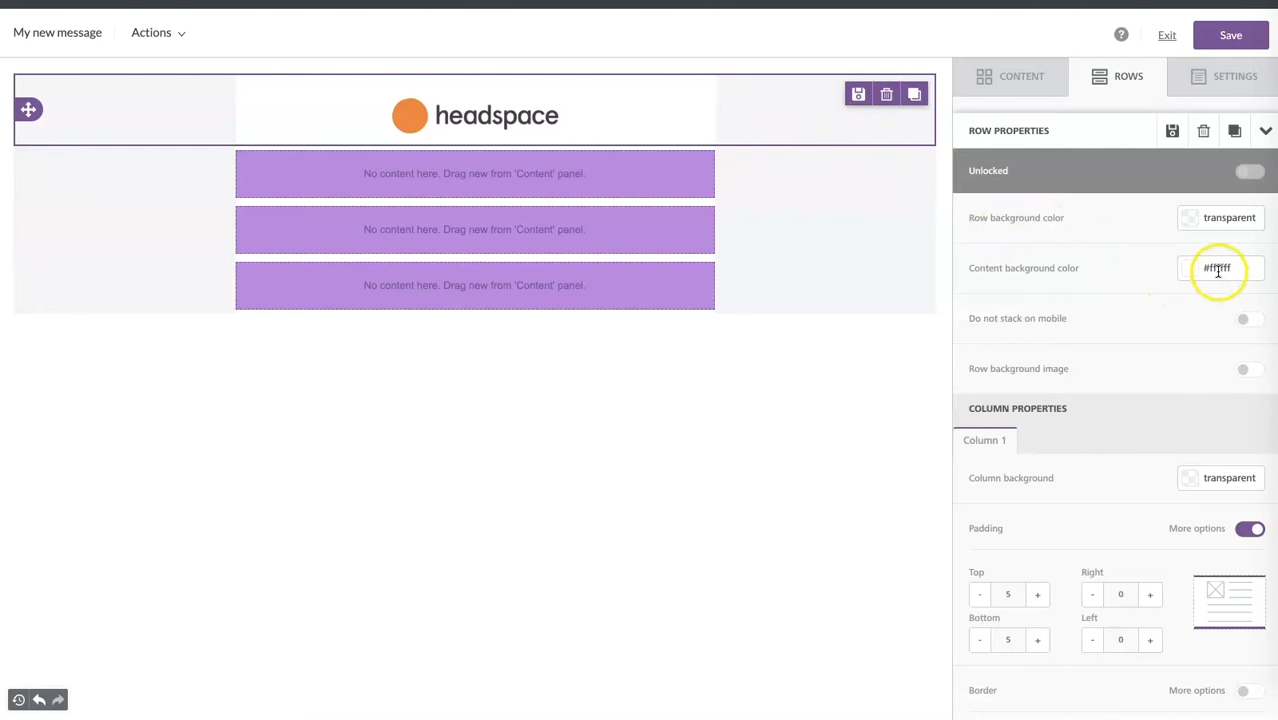 My new message
Actions
?
Exit
Save
headspace
No content here. Drag new from 'Content' panel.
No content here. Drag new from 'Content' panel.
No content here. Drag new from 'Content' panel.
CONTENT
ROWS
SETTINGS
ROW PROPERTIES
Unlocked
Row background color
transparent
Content background color
#ffffff
Do not stack on mobile
Row background image
COLUMN PROPERTIES
Column 1
Column background
transparent
Padding
More options
Top
Right
- 5 +
- 0 +
Bottom
Left
- 5 +
- 0 +
Border
More options